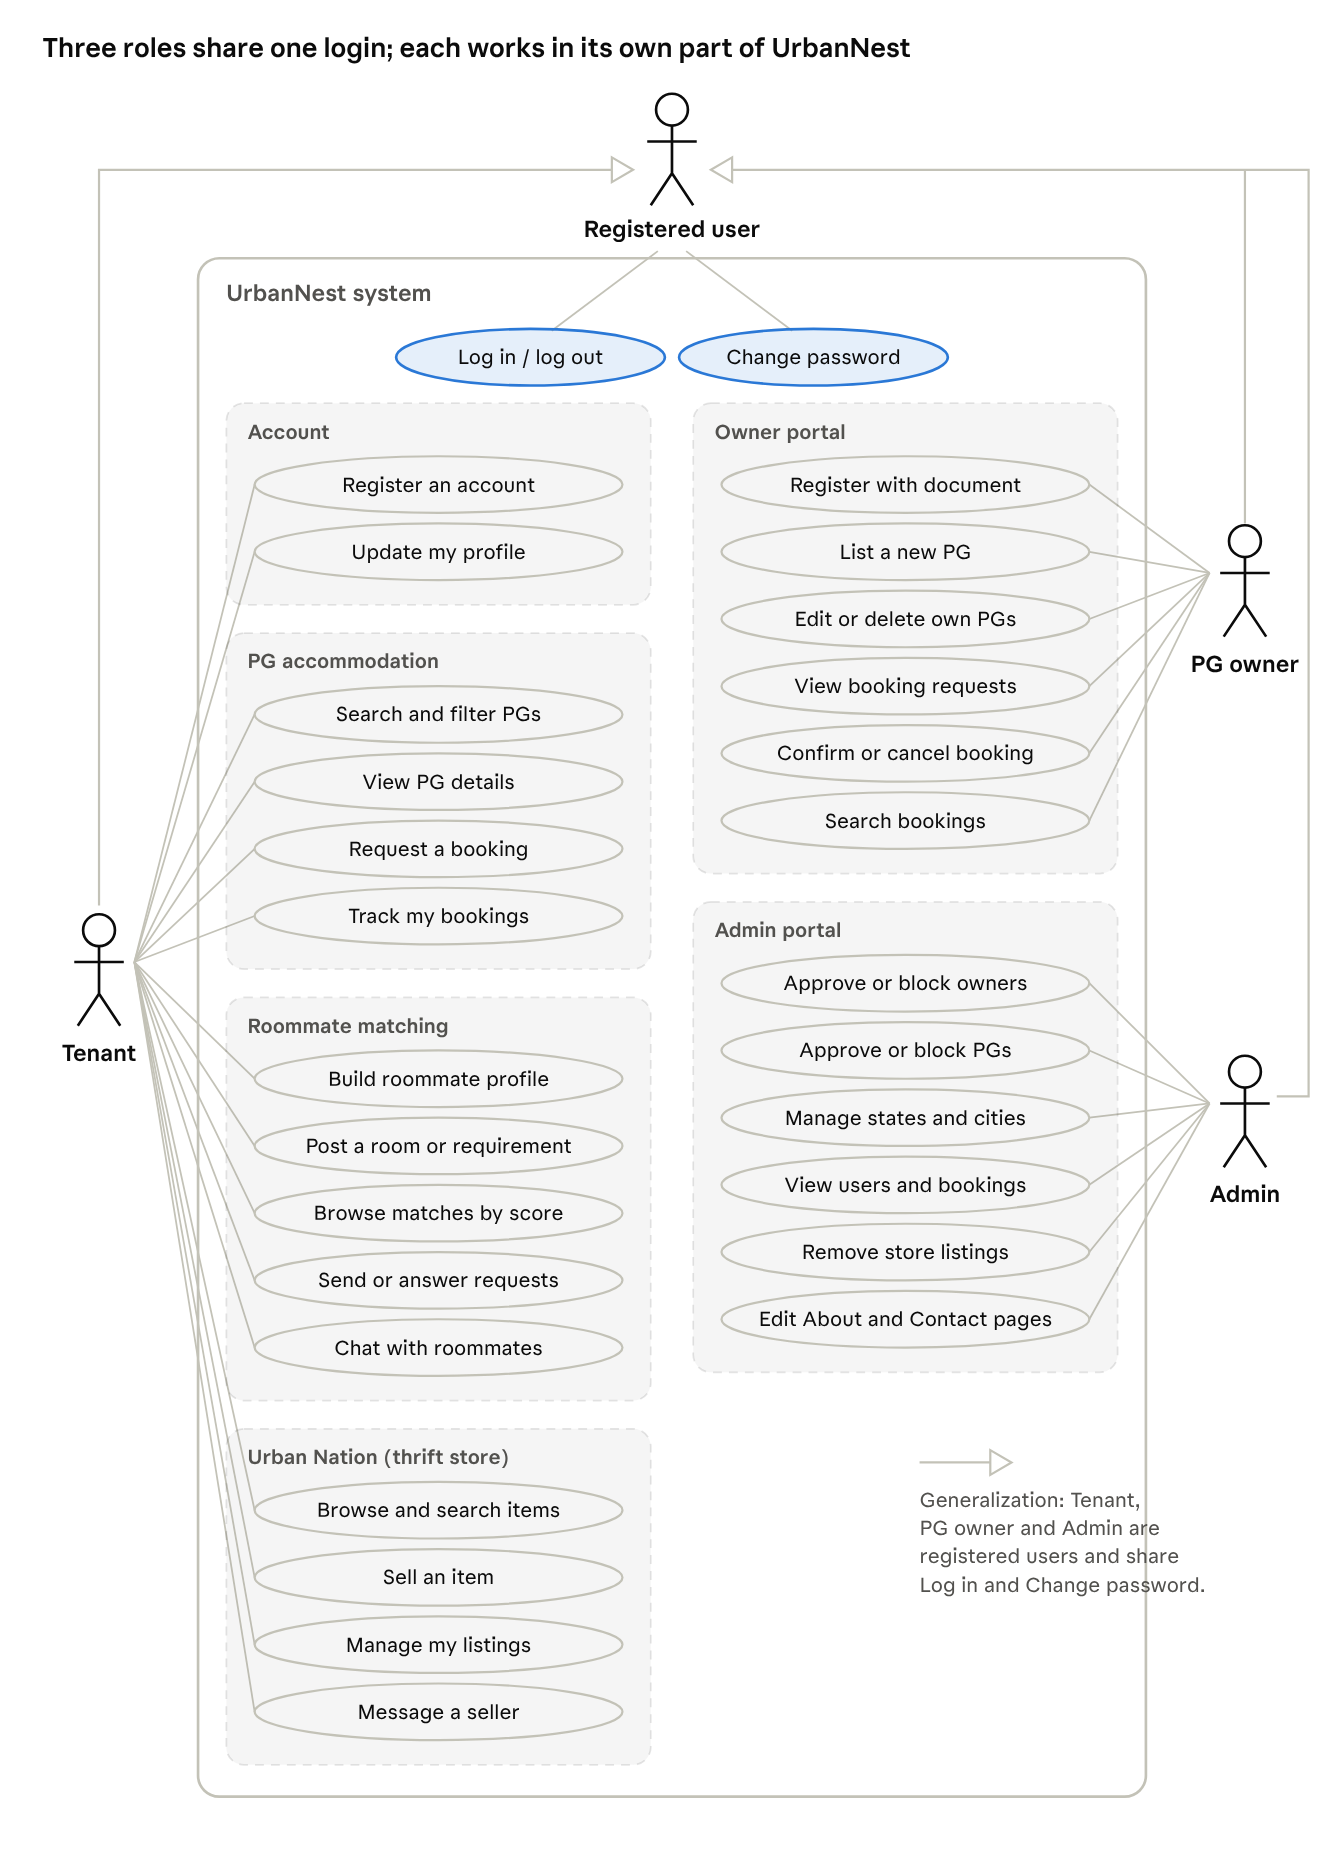 Three roles share one login; each works in its own part of UrbanNest
Registered user
UrbanNest system
Log in / log out
Change password
Account
Register an account
Update my profile
PG accommodation
Search and filter PGs
View PG details
Request a booking
Track my bookings
Tenant
Roommate matching
Build roommate profile
Post a room or requirement
Browse matches by score
Send or answer requests
Chat with roommates
Urban Nation (thrift store)
Browse and search items
Sell an item
Manage my listings
Message a seller
Owner portal
Register with document
List a new PG
Edit or delete own PGs
View booking requests
Confirm or cancel booking
Search bookings
PG owner
Admin portal
Approve or block owners
Approve or block PGs
Manage states and cities
View users and bookings
Remove store listings
Edit About and Contact pages
Admin
Generalization: Tenant,
PG owner and Admin are
registered users and share
Log in and Change password.